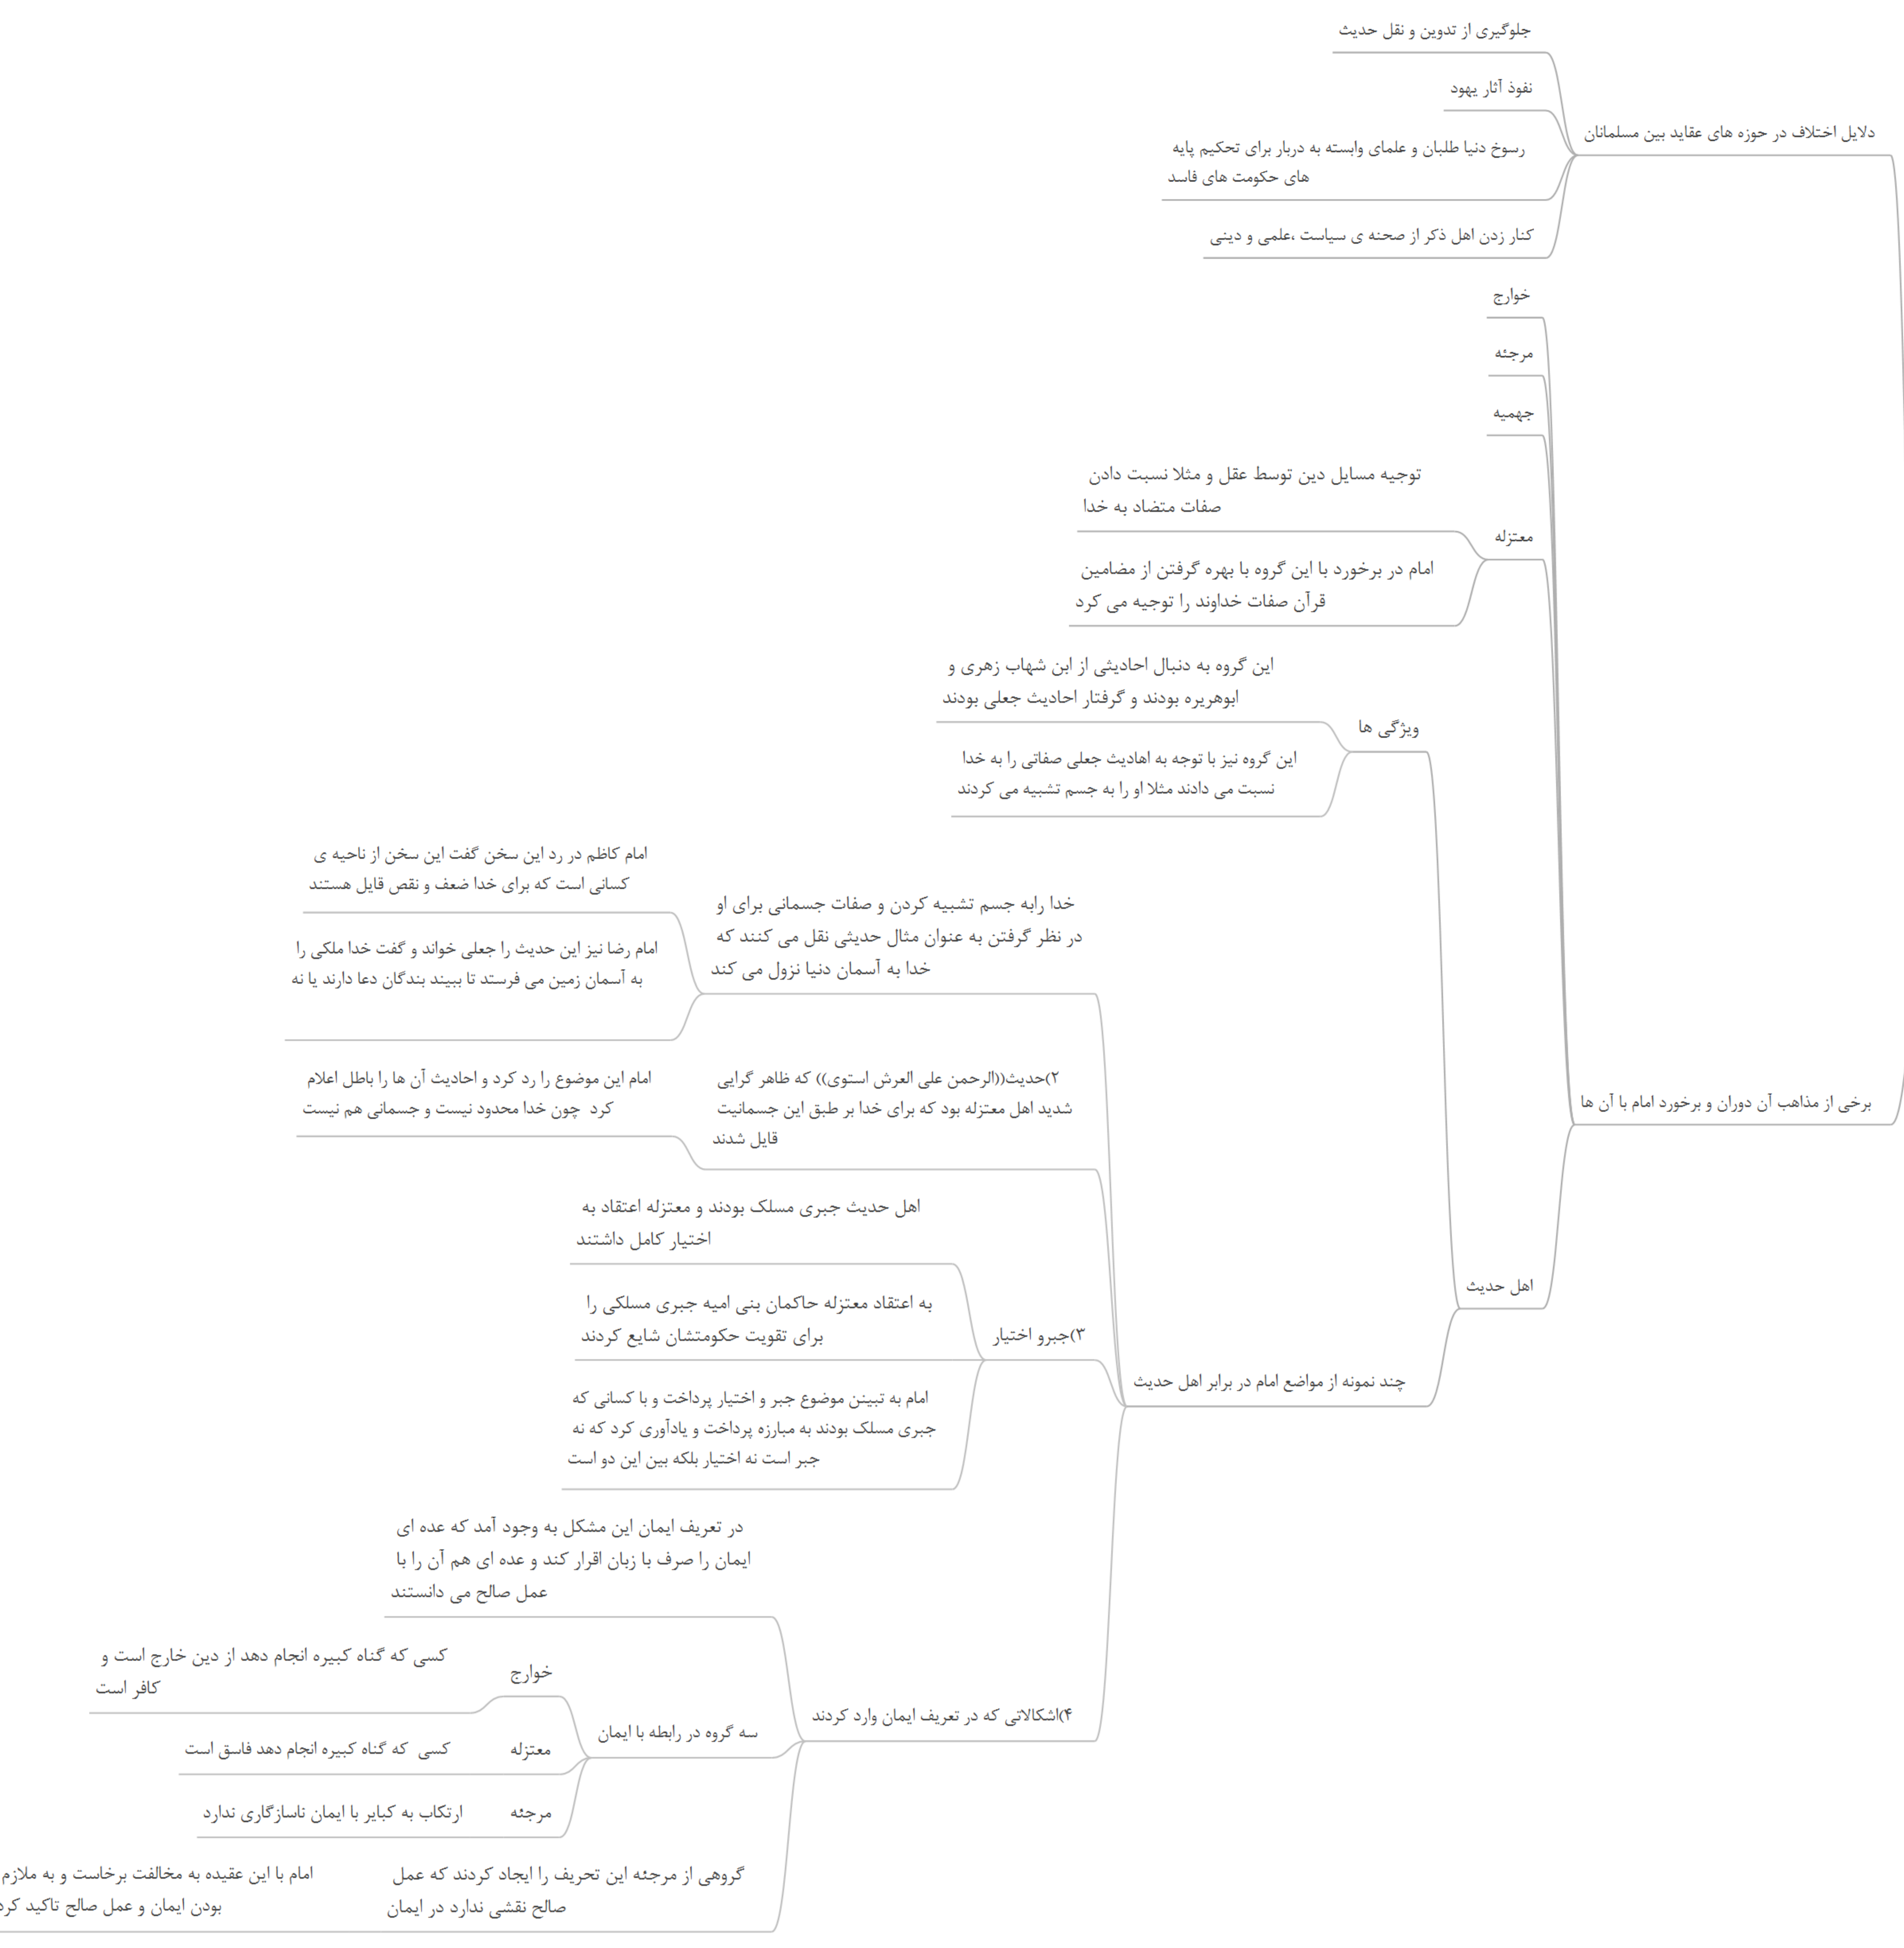 دلایل اختلاف در حوزه های عقاید بین مسلمانان
جلوگیری از تدوین و نقل حدیث
نفوذ آثار یهود
رسوخ دنیا طلبان و علمای وابسته به دربار برای تحکیم پایه
های حکومت های فاسد
کنار زدن اهل ذکر از صحنه ی سیاست ،علمی و دینی
برخی از مذاهب آن دوران و برخورد امام با آن ها
خوارج
مرجئه
جهمیه
معتزله
توجیه مسایل دین توسط عقل و مثلا نسبت دادن
صفات متضاد به خدا
امام در برخورد با این گروه با بهره گرفتن از مضامین
قرآن صفات خداوند را توجیه می کرد
اهل حدیث
ویژگی ها
این گروه به دنبال احادیثی از ابن شهاب زهری و
ابوهریره بودند و گرفتار احادیث جعلی بودند
این گروه نیز با توجه به اهادیث جعلی صفاتی را به خدا
نسبت می دادند مثلا او را به جسم تشبیه می کردند
چند نمونه از مواضع امام در برابر اهل حدیث
خدا رابه جسم تشبیه کردن و صفات جسمانی برای او
در نظر گرفتن به عنوان مثال حدیثی نقل می کنند که
خدا به آسمان دنیا نزول می کند
امام کاظم در رد این سخن گفت این سخن از ناحیه ی
کسانی است که برای خدا ضعف و نقص قایل هستند
امام رضا نیز این حدیث را جعلی خواند و گفت خدا ملکی را
به آسمان زمین می فرستد تا ببیند بندگان دعا دارند یا نه
۲)حدیث((الرحمن علی العرش استوی)) که ظاهر گرایی
شدید اهل معتزله بود که برای خدا بر طبق این جسمانیت
قایل شدند
امام این موضوع را رد کرد و احادیث آن ها را باطل اعلام
کرد چون خدا محدود نیست و جسمانی هم نیست
۳)جبرو اختیار
اهل حدیث جبری مسلک بودند و معتزله اعتقاد به
اختیار کامل داشتند
به اعتقاد معتزله حاکمان بنی امیه جبری مسلکی را
برای تقویت حکومتشان شایع کردند
امام به تبینن موضوع جبر و اختیار پرداخت و با کسانی که
جبری مسلک بودند به مبارزه پرداخت و یادآوری کرد که نه
جبر است نه اختیار بلکه بین این دو است
۴)اشکالاتی که در تعریف ایمان وارد کردند
در تعریف ایمان این مشکل به وجود آمد که عده ای
ایمان را صرف با زبان اقرار کند و عده ای هم آن را با
عمل صالح می دانستند
سه گروه در رابطه با ایمان
خوارج
کسی که گناه کبیره انجام دهد از دین خارج است و
کافر است
معتزله
کسی که گناه کبیره انجام دهد فاسق است
مرجئه
ارتکاب به کبایر با ایمان ناسازگاری ندارد
گروهی از مرجئه این تحریف را ایجاد کردند که عمل
صالح نقشی ندارد در ایمان
امام با این عقیده به مخالفت برخاست و به ملازم
بودن ایمان و عمل صالح تاکید کرد